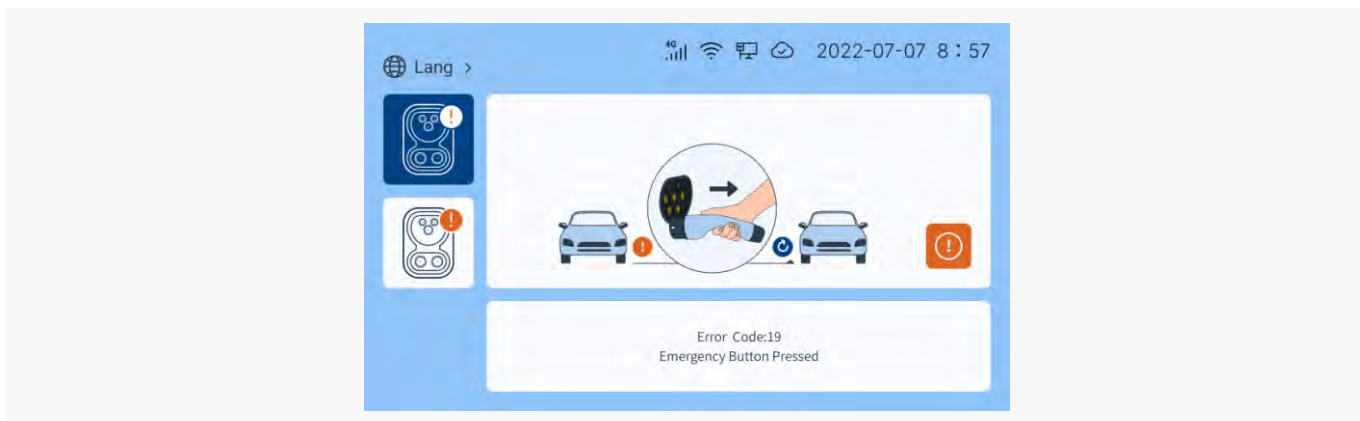 4G
2022-07-07 8:57
Lang >
Error Code:19
Emergency Button Pressed